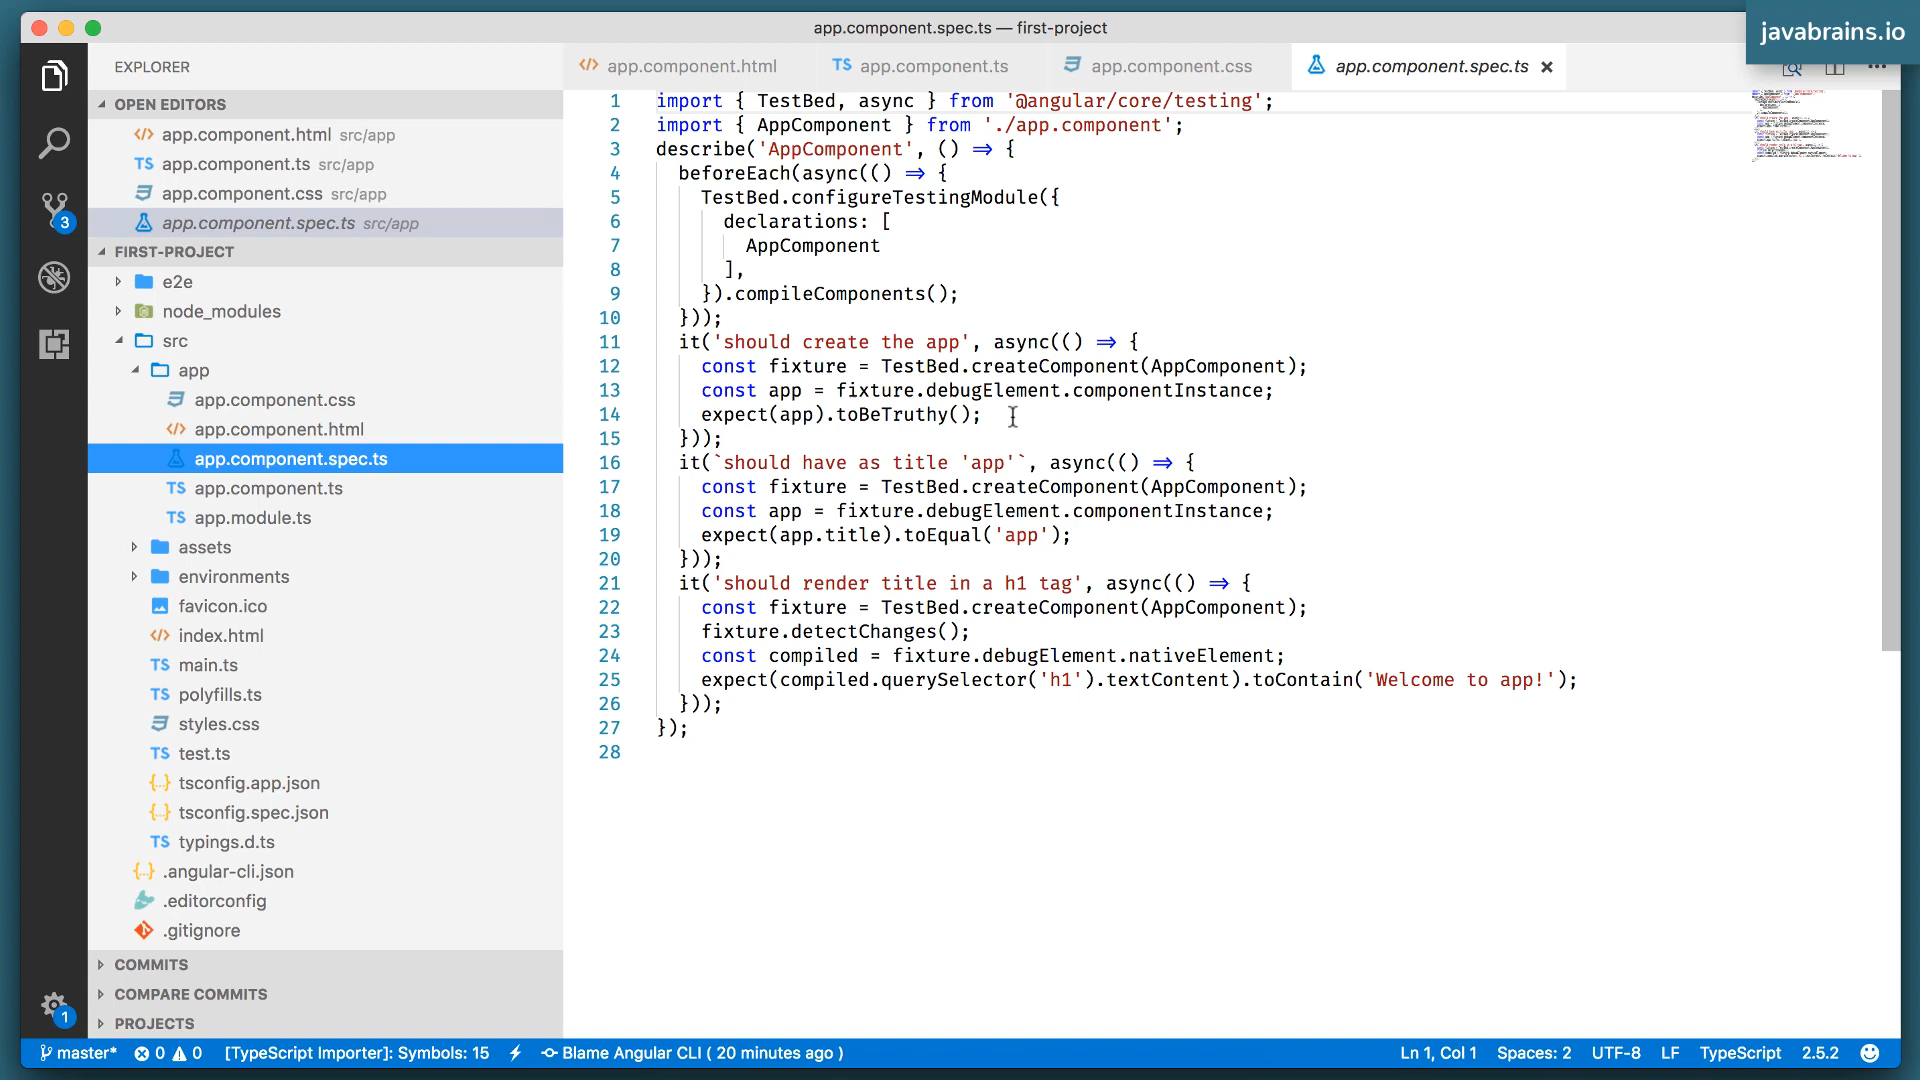 app.component.spec.ts — first-project
javabrains.io
EXPLORER
OPEN EDITORS
app.component.html src/app
app.component.ts src/app
app.component.css src/app
app.component.spec.ts src/app
FIRST-PROJECT
e2e
node_modules
src
app
app.component.css
app.component.html
app.component.spec.ts
TS app.component.ts
TS app.module.ts
assets
environments
favicon.ico
index.html
TS main.ts
TS polyfills.ts
styles.css
TS test.ts
tsconfig.app.json
tsconfig.spec.json
TS typings.d.ts
.angular-cli.json
.editorconfig
.gitignore
COMMITS
COMPARE COMMITS
PROJECTS
3
1
app.component.html
TS app.component.ts
app.component.css
app.component.spec.ts
1 import { TestBed, async } from '@angular/core/testing';
2 import { AppComponent } from './app.component';
3 describe('AppComponent', () => {
4 beforeEach(async(() => {
5 TestBed.configureTestingModule({
6 declarations: [
7 AppComponent
8 ],
9 }).compileComponents();
10 }));
11 it('should create the app', async(() => {
12 const fixture = TestBed.createComponent(AppComponent);
13 const app = fixture.debugElement.componentInstance;
14 expect(app).toBeTruthy();
15 }));
16 it(`should have as title 'app'`, async(() => {
17 const fixture = TestBed.createComponent(AppComponent);
18 const app = fixture.debugElement.componentInstance;
19 expect(app.title).toEqual('app');
20 }));
21 it('should render title in a h1 tag', async(() => {
22 const fixture = TestBed.createComponent(AppComponent);
23 fixture.detectChanges();
24 const compiled = fixture.debugElement.nativeElement;
25 expect(compiled.querySelector('h1').textContent).toContain('Welcome to app!');
26 }));
27 });
28
master* 0 0 [TypeScript Importer]: Symbols: 15 Blame Angular CLI ( 20 minutes ago ) Ln 1, Col 1 Spaces: 2 UTF-8 LF TypeScript 2.5.2